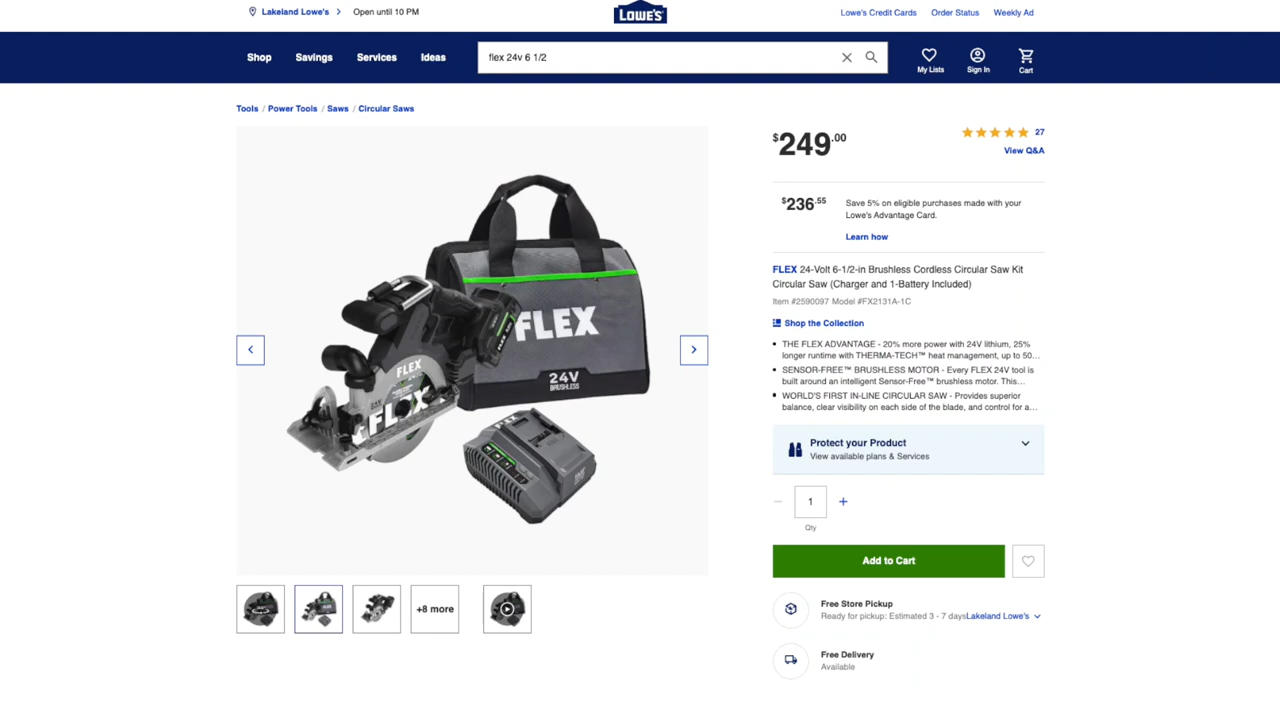 Lakeland Lowe's Open until 10 PM
LOWE'S
Lowe's Credit Cards Order Status Weekly Ad
Shop Savings Services Ideas
flex 24v 6 1/2
My Lists Sign In Cart
Tools / Power Tools / Saws / Circular Saws
$249.00
27
View Q&A
$236.55
Save 5% on eligible purchases made with your
Lowe's Advantage Card.
Learn how
FLEX 24-Volt 6-1/2-in Brushless Cordless Circular Saw Kit
Circular Saw (Charger and 1-Battery Included)
Item #2590097 Model #FX2131A-1C
Shop the Collection
THE FLEX ADVANTAGE - 20% more power with 24V lithium, 25%
longer runtime with THERMA-TECH™ heat management, up to 50...
SENSOR-FREE™ BRUSHLESS MOTOR - Every FLEX 24V tool is
built around an intelligent Sensor-Free™ brushless motor. This...
WORLD'S FIRST IN-LINE CIRCULAR SAW - Provides superior
balance, clear visibility on each side of the blade, and control for a...
Protect your Product
View available plans & Services
1
Qty
Add to Cart
Free Store Pickup
Ready for pickup: Estimated 3 - 7 daysLakeland Lowe's
Free Delivery
Available
FLEX
24V
BRUSHLESS
FLEX
FLEX
+8 more